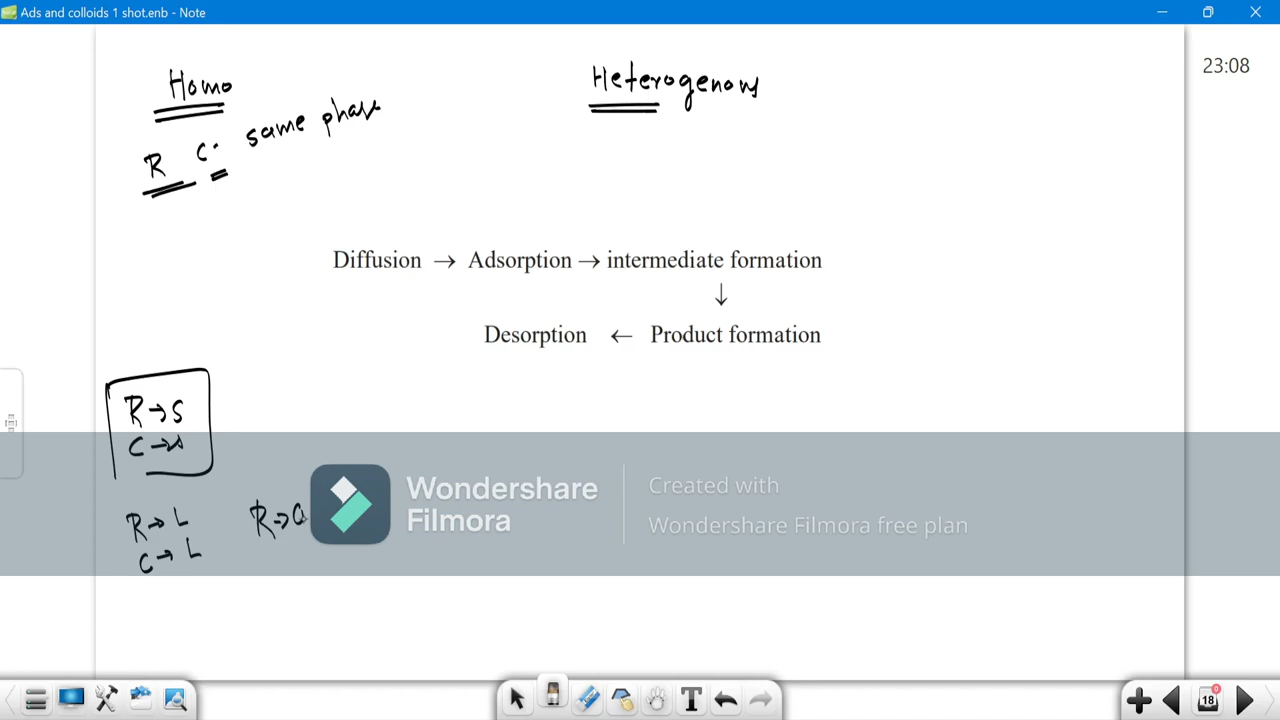 Ads and colloids 1 shot.enb - Note
23:08
Homo
Heterogenous
R C. same phase
Diffusion → Adsorption → intermediate formation
↓
Desorption ← Product formation
R → S
C → s
R → L
C → L
R → G
Wondershare
Filmora
Created with
Wondershare Filmora free plan
T
18